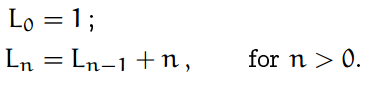 L₀ = 1 ;
Lₙ = Lₙ₋₁ + n ,     for n > 0.